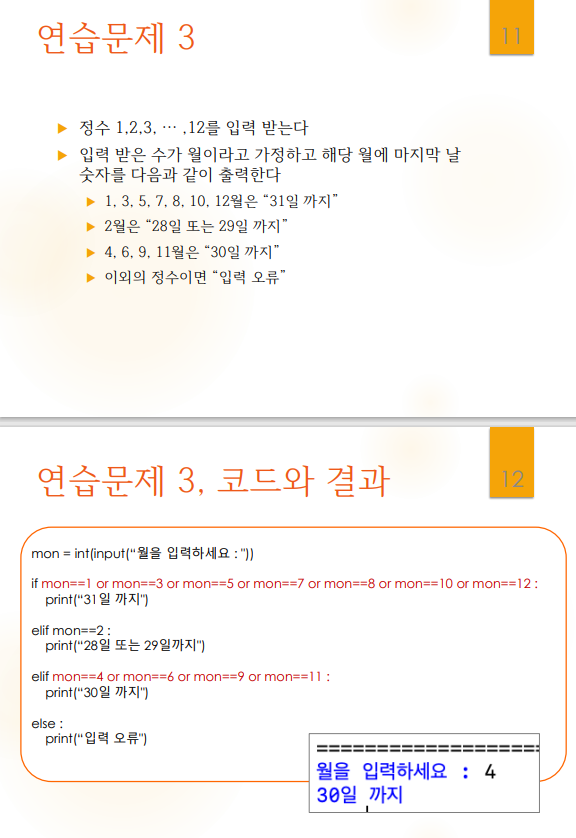 연습문제 3
11
정수 1,2,3, … ,12를 입력 받는다
입력 받은 수가 월이라고 가정하고 해당 월에 마지막 날
숫자를 다음과 같이 출력한다
1, 3, 5, 7, 8, 10, 12월은 “31일 까지”
2월은 “28일 또는 29일 까지”
4, 6, 9, 11월은 “30일 까지”
이외의 정수이면 “입력 오류”
연습문제 3, 코드와 결과
12
mon = int(input(“월을 입력하세요 : ”))
if mon==1 or mon==3 or mon==5 or mon==7 or mon==8 or mon==10 or mon==12 :
print(“31일 까지”)
elif mon==2 :
print(“28일 또는 29일까지”)
elif mon==4 or mon==6 or mon==9 or mon==11 :
print(“30일 까지”)
else :
print(“입력 오류”)
===================
월을 입력하세요 : 4
30일 까지